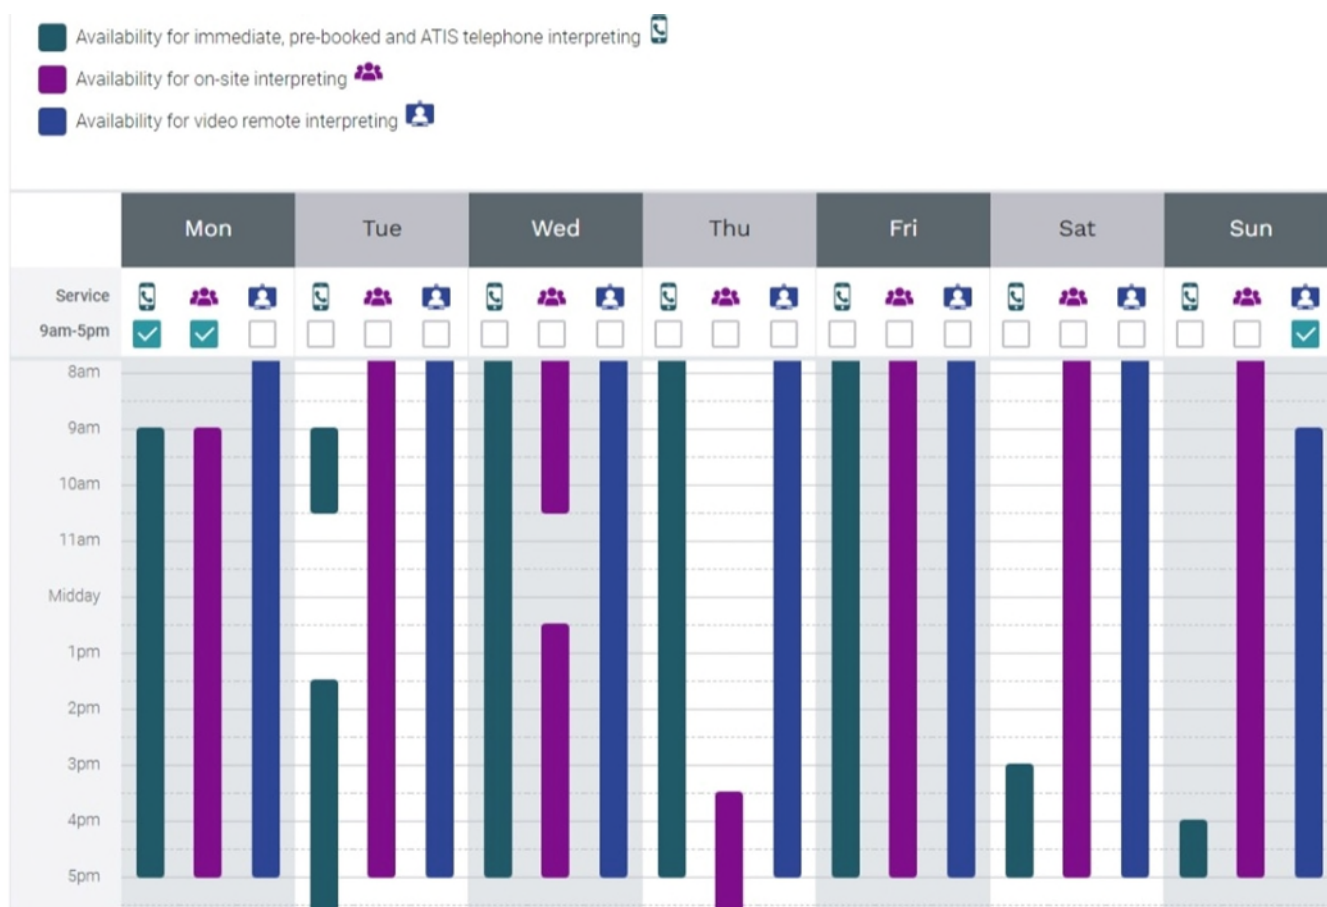 Availability for immediate, pre-booked and ATIS telephone interpreting
Availability for on-site interpreting
Availability for video remote interpreting
Mon Tue Wed Thu Fri Sat Sun
Service
9am-5pm
8am
9am
10am
11am
Midday
1pm
2pm
3pm
4pm
5pm